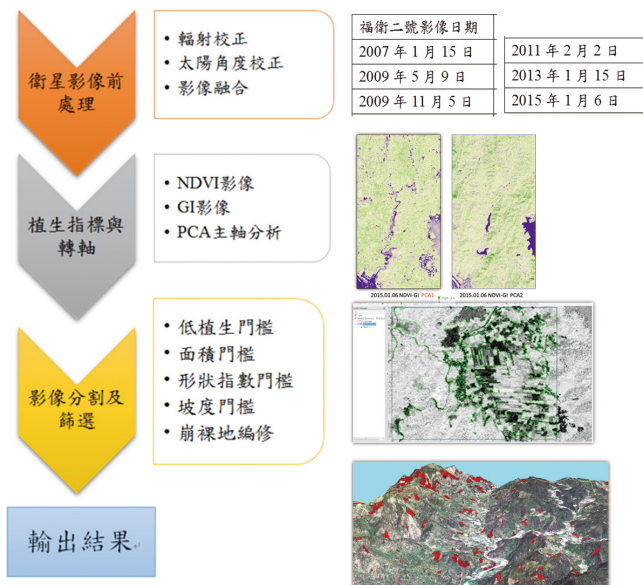 衛星影像前
處理
• 輻射校正
• 太陽角度校正
• 影像融合
福衛二號影像日期
2007 年 1 月 15 日
2009 年 5 月 9 日
2009 年 11 月 5 日
2011 年 2 月 2 日
2013 年 1 月 15 日
2015 年 1 月 6 日
植生指標與
轉軸
• NDVI影像
• GI影像
• PCA主軸分析
2015.01.06 NDVI-GI PCA1
2015.01.06 NDVI-GI PCA2
影像分割及
篩選
• 低植生門檻
• 面積門檻
• 形狀指數門檻
• 坡度門檻
• 崩裸地編修
輸出結果